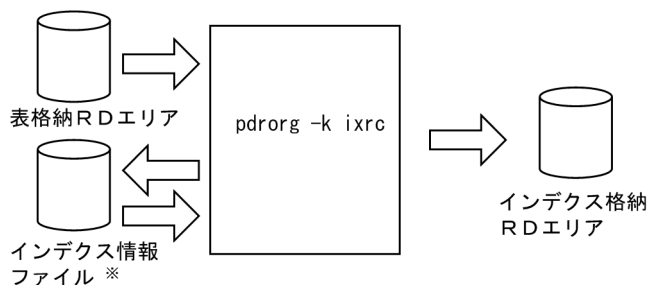 表格納ＲＤエリア
pdrorg -k ixrc
インデクス情報
ファイル ※
インデクス格納
ＲＤエリア